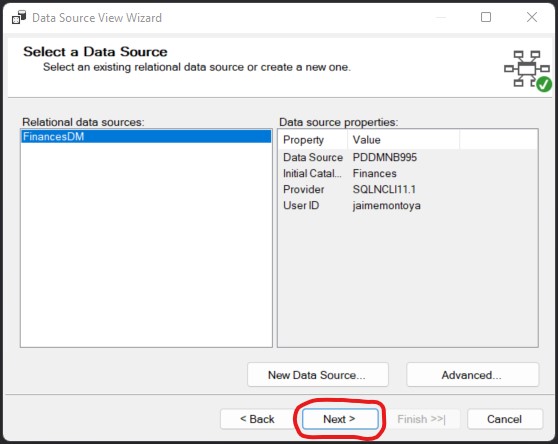 Data Source View Wizard
Select a Data Source
Select an existing relational data source or create a new one.
Relational data sources:
FinancesDM
Data source properties:
Property Value
Data Source PDDMNB995
Initial Catal... Finances
Provider SQLNCLI11.1
User ID jaimemontoya
New Data Source... Advanced...
< Back Next > Finish >>| Cancel